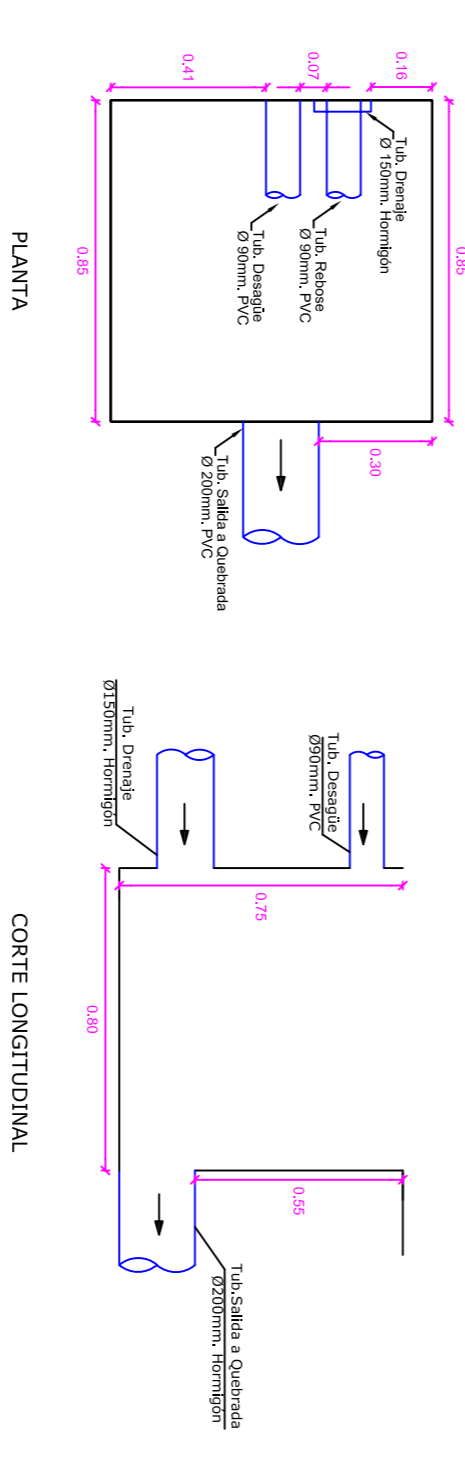 0.85
0.16
0.07
0.41
0.85
0.30
Tub. Drenaje
Ø 150mm. Hormigón
Tub. Rebose
Ø 90mm. PVC
Tub. Desagüe
Ø 90mm. PVC
Tub. Salida a Quebrada
Ø 200mm. PVC
PLANTA
Tub. Desagüe
Ø90mm. PVC
Tub. Drenaje
Ø150mm. Hormigón
0.75
0.80
0.55
Tub.Salida a Quebrada
Ø200mm. Hormigón
CORTE LONGITUDINAL